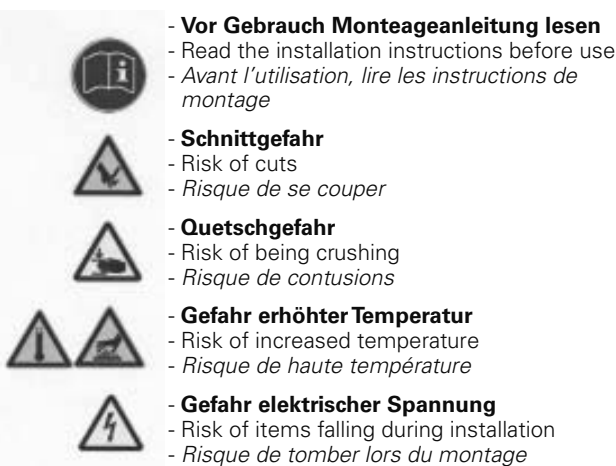 - Vor Gebrauch Monteageanleitung lesen
- Read the installation instructions before use
- Avant l'utilisation, lire les instructions de
montage
- Schnittgefahr
- Risk of cuts
- Risque de se couper
- Quetschgefahr
- Risk of being crushing
- Risque de contusions
- Gefahr erhöhter Temperatur
- Risk of increased temperature
- Risque de haute température
- Gefahr elektrischer Spannung
- Risk of items falling during installation
- Risque de tomber lors du montage